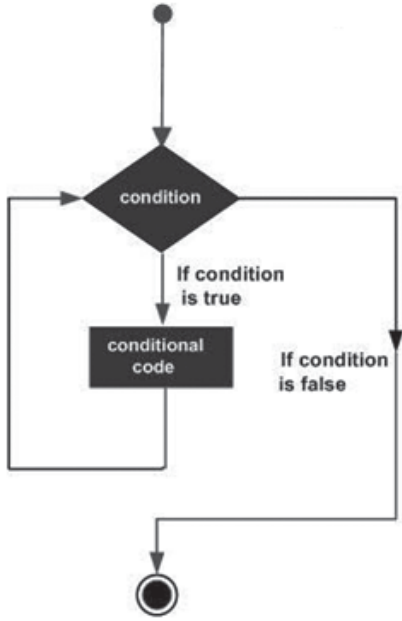 condition
If condition
is true
conditional
code
If condition
is false